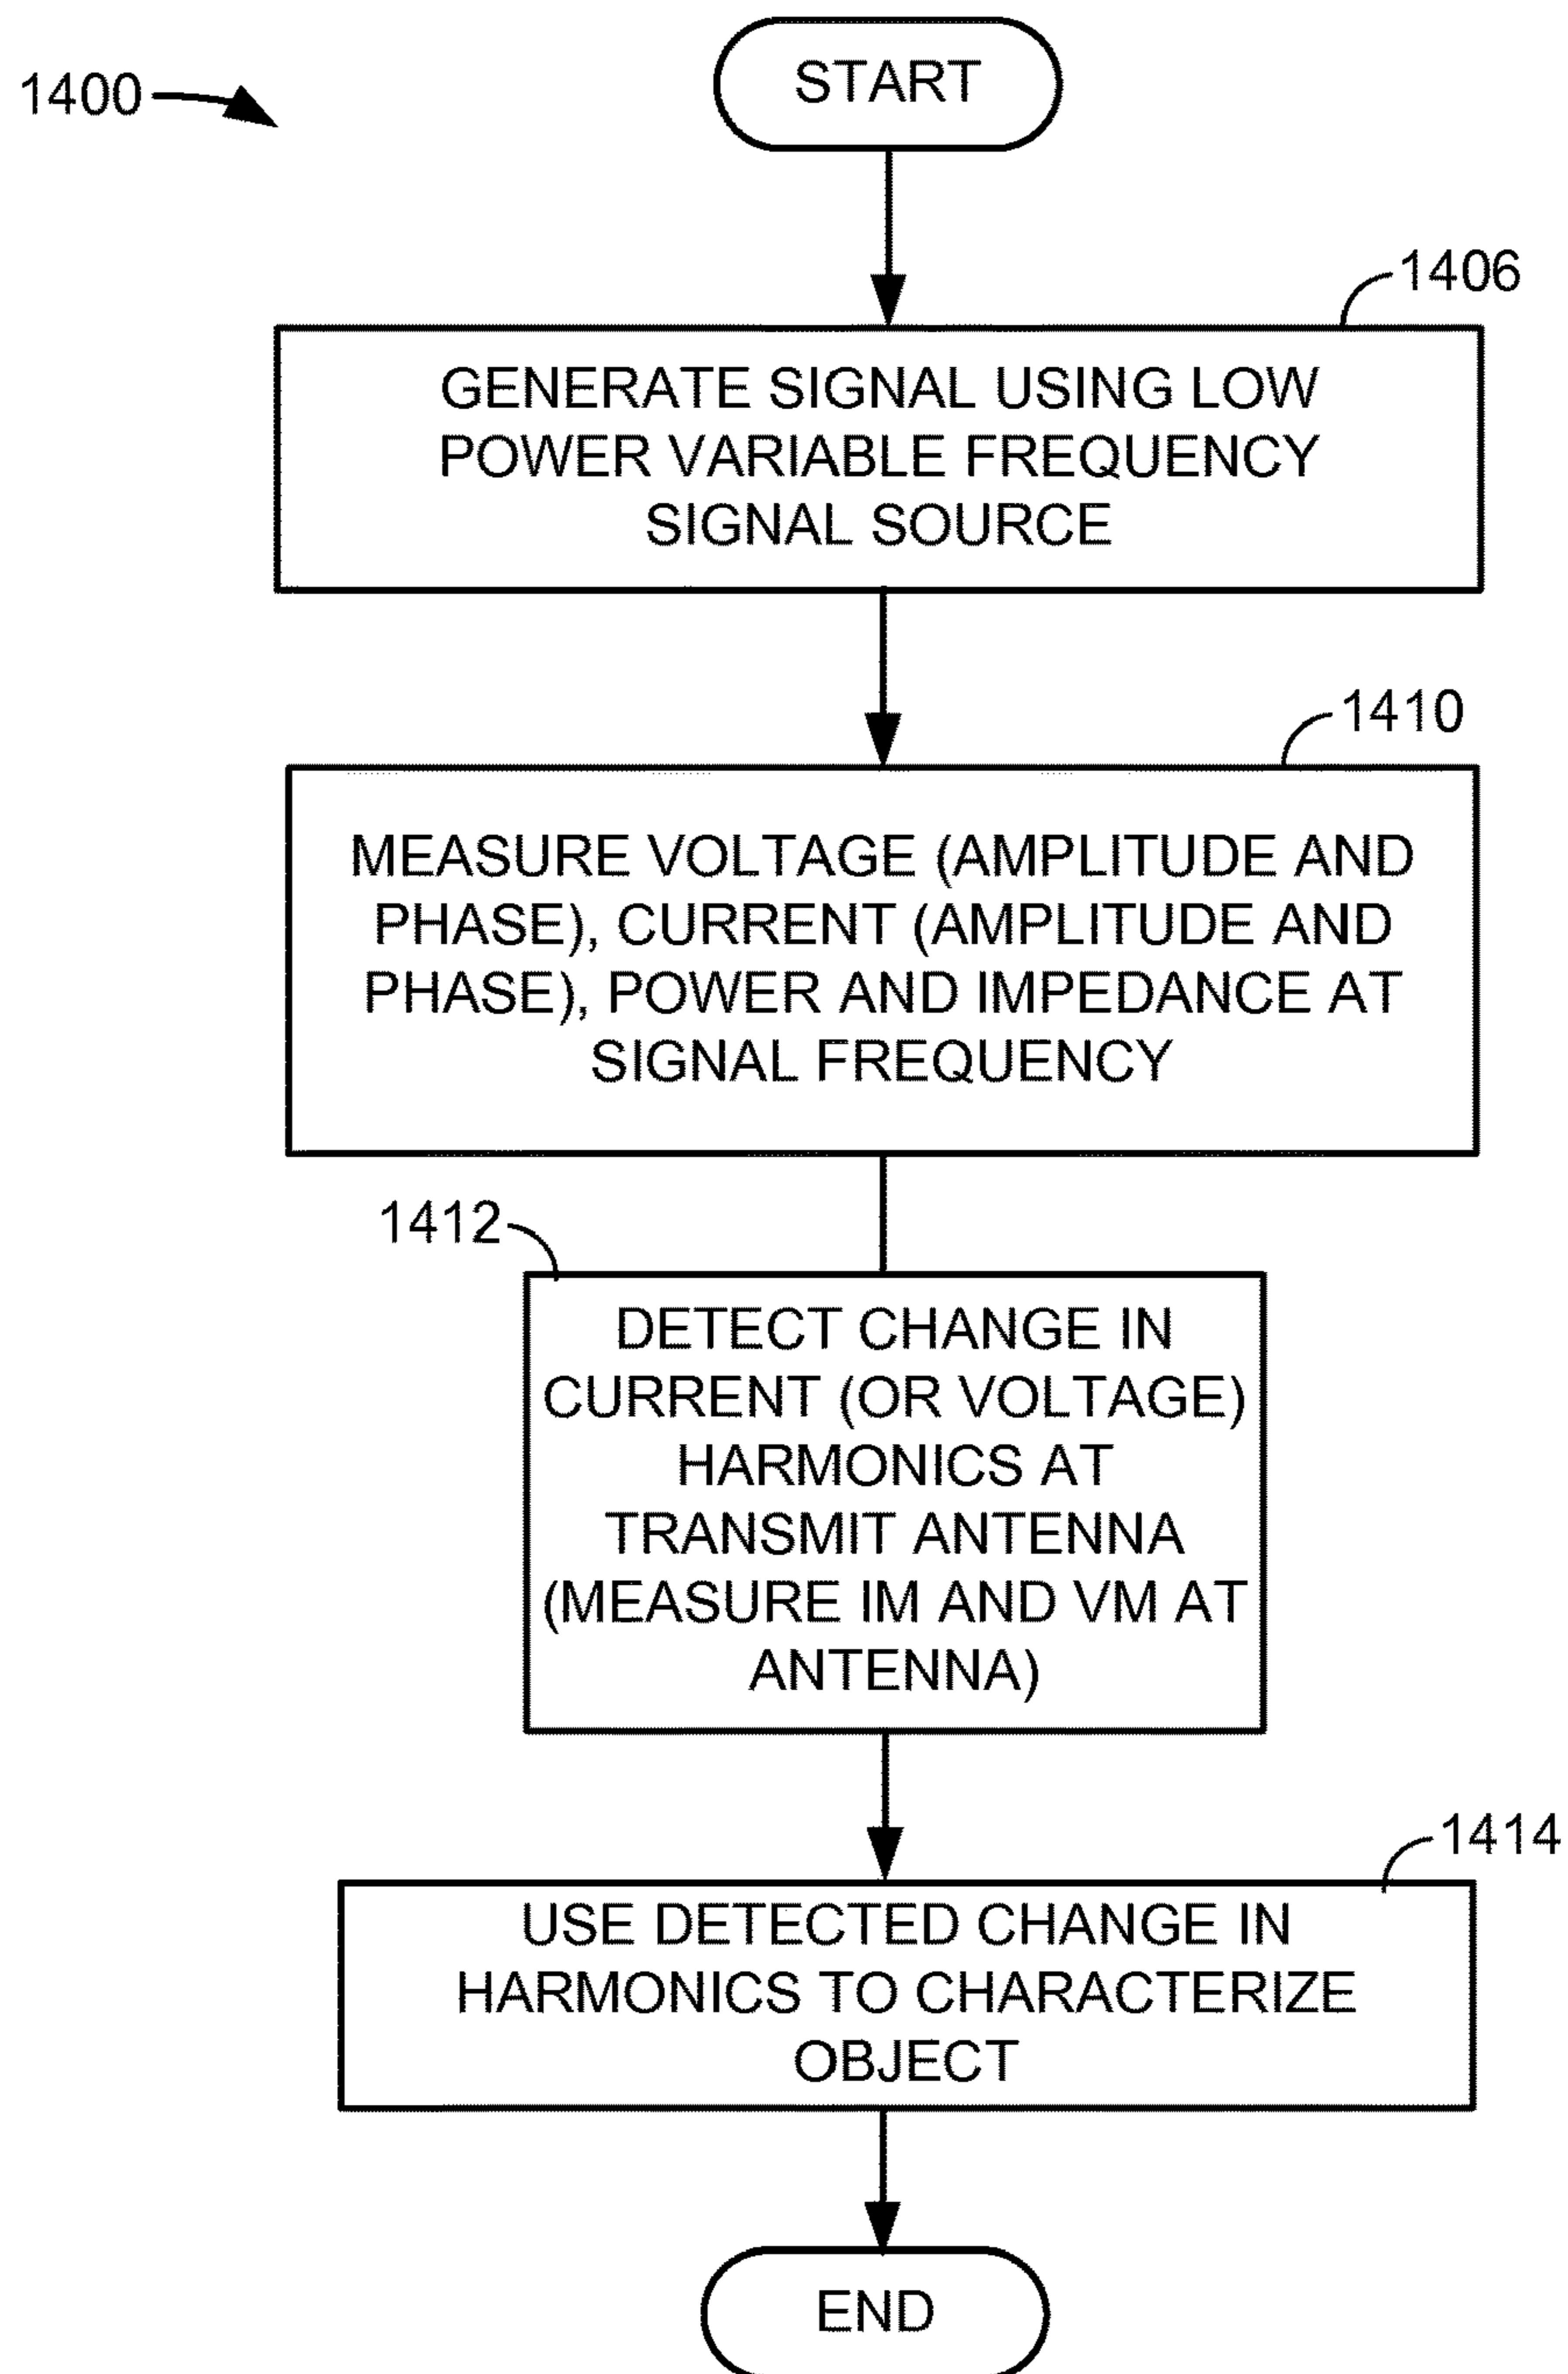 1400
START
1406
GENERATE SIGNAL USING LOW
POWER VARIABLE FREQUENCY
SIGNAL SOURCE
1410
MEASURE VOLTAGE (AMPLITUDE AND
PHASE), CURRENT (AMPLITUDE AND
PHASE), POWER AND IMPEDANCE AT
SIGNAL FREQUENCY
1412
DETECT CHANGE IN
CURRENT (OR VOLTAGE)
HARMONICS AT
TRANSMIT ANTENNA
(MEASURE IM AND VM AT
ANTENNA)
1414
USE DETECTED CHANGE IN
HARMONICS TO CHARACTERIZE
OBJECT
END